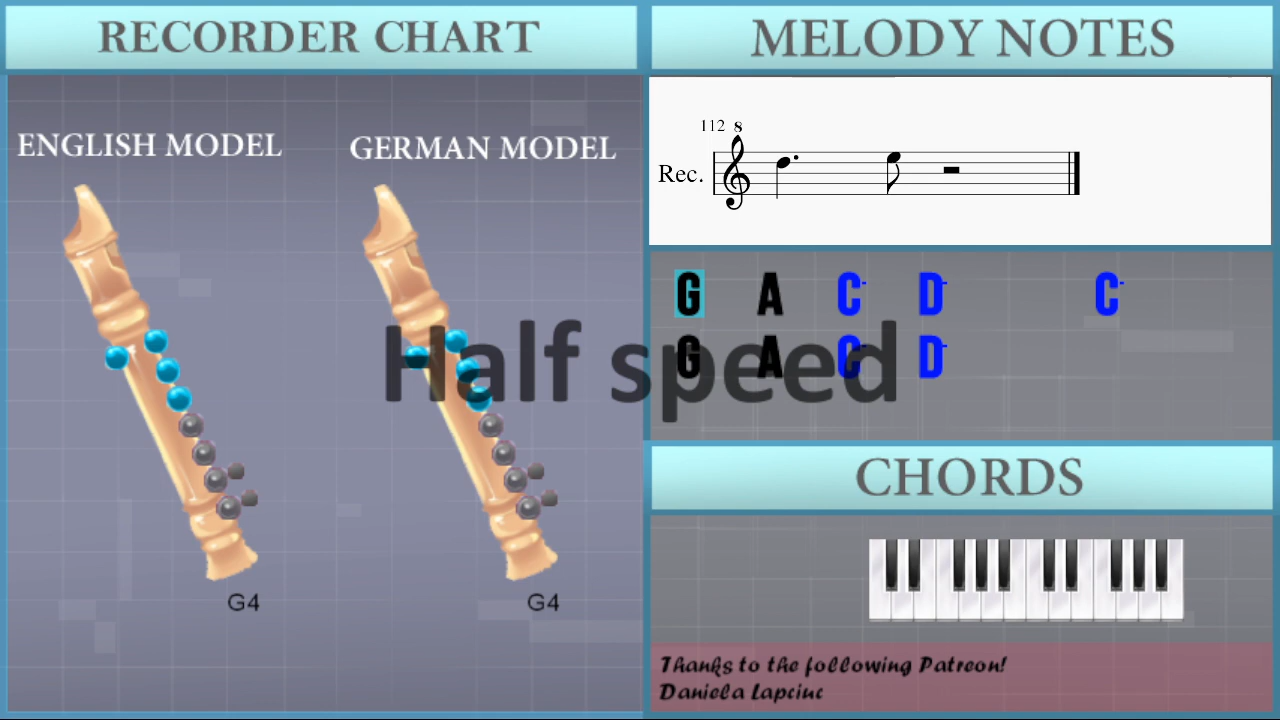 RECORDER CHART
MELODY NOTES
ENGLISH MODEL
GERMAN MODEL
112 8
Rec.
G A C- D- C-
G A C- D-
Half speed
CHORDS
G4
G4
Thanks to the following Patreon!
Daniela Lapciuc